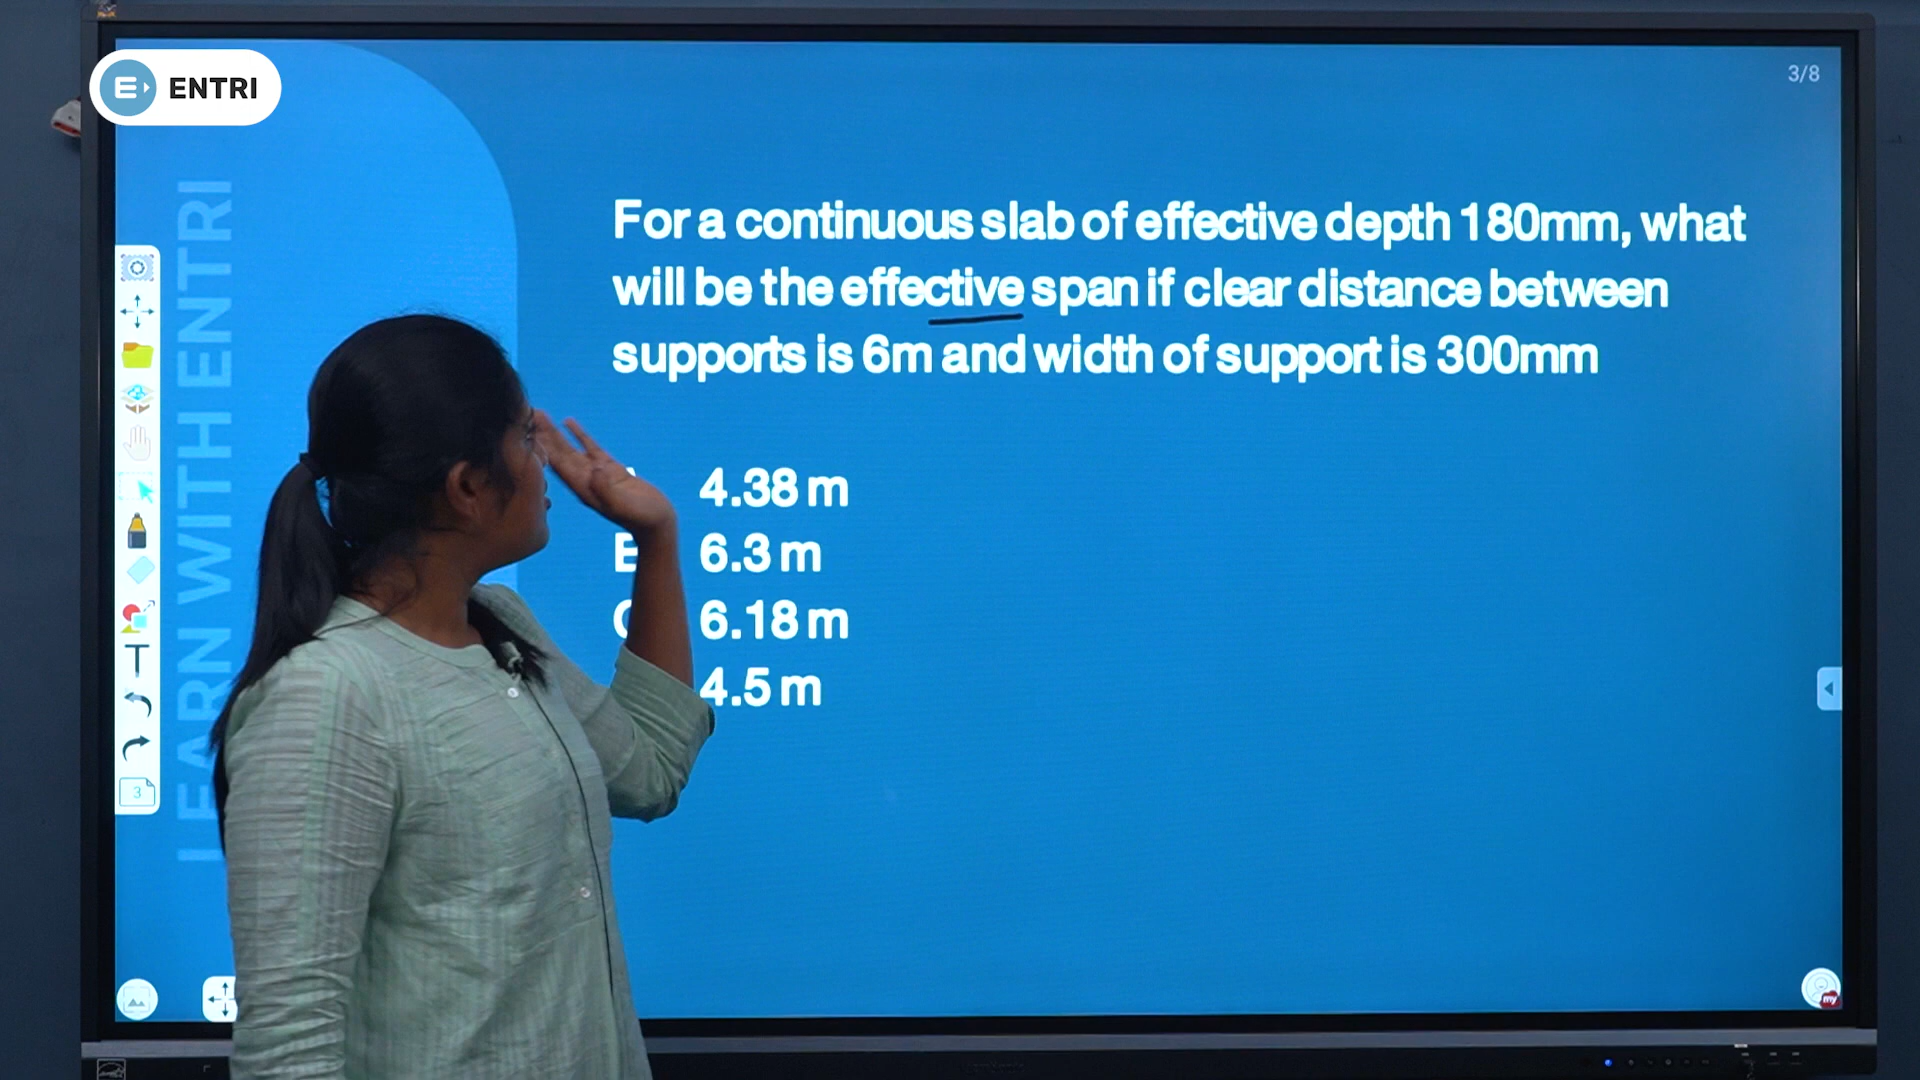 ENTRI
3/8
LEARN WITH ENTRI
For a continuous slab of effective depth 180mm, what
will be the effective span if clear distance between
supports is 6m and width of support is 300mm
4.38 m
6.3 m
6.18 m
4.5 m
3
my